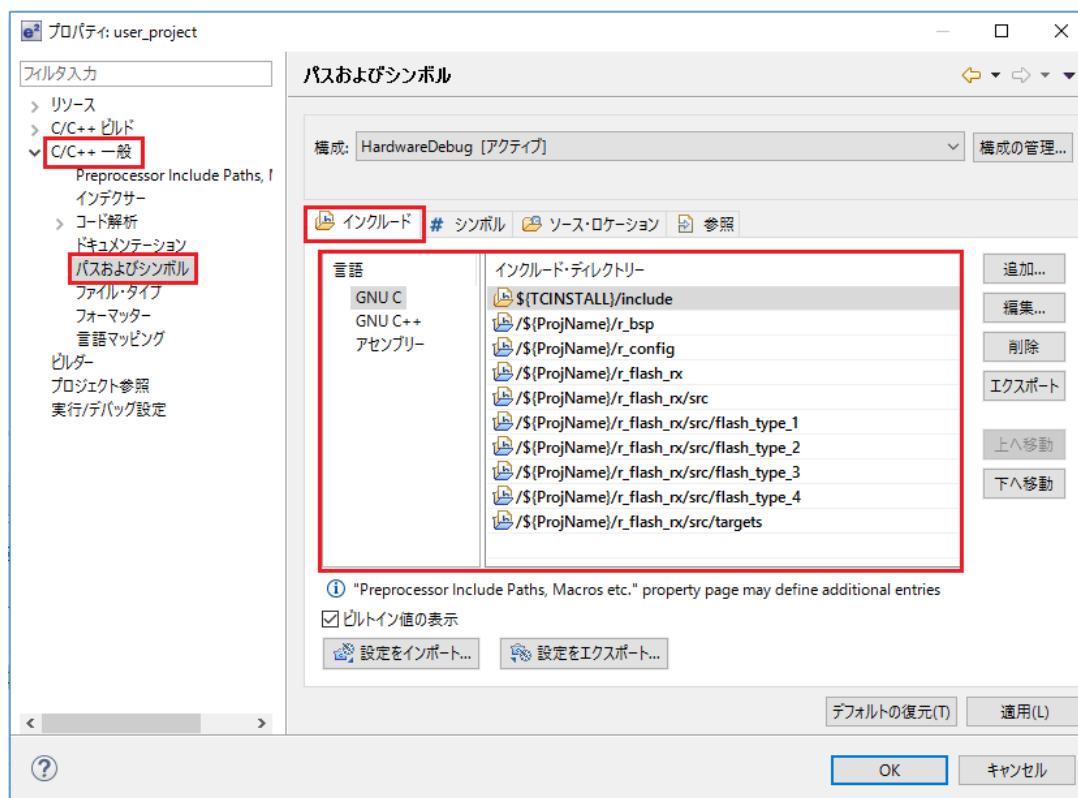 e² プロパティ: user_project
フィルタ入力
リソース
C/C++ ビルド
C/C++ 一般
Preprocessor Include Paths, M
インデクサー
コード解析
ドキュメンテーション
パスおよびシンボル
ファイル・タイプ
フォーマッター
言語マッピング
ビルダー
プロジェクト参照
実行/デバッグ設定
パスおよびシンボル
構成: HardwareDebug [アクティブ] 構成の管理...
インクルード # シンボル ソース・ロケーション 参照
言語
GNU C
GNU C++
アセンブリー
インクルード・ディレクトリー
${TCINSTALL}/include
/${ProjName}/r_bsp
/${ProjName}/r_config
/${ProjName}/r_flash_rx
/${ProjName}/r_flash_rx/src
/${ProjName}/r_flash_rx/src/flash_type_1
/${ProjName}/r_flash_rx/src/flash_type_2
/${ProjName}/r_flash_rx/src/flash_type_3
/${ProjName}/r_flash_rx/src/flash_type_4
/${ProjName}/r_flash_rx/src/targets
追加...
編集...
削除
エクスポート
上へ移動
下へ移動
"Preprocessor Include Paths, Macros etc." property page may define additional entries
ビルトイン値の表示
設定をインポート... 設定をエクスポート...
デフォルトの復元(T) 適用(L)
OK キャンセル